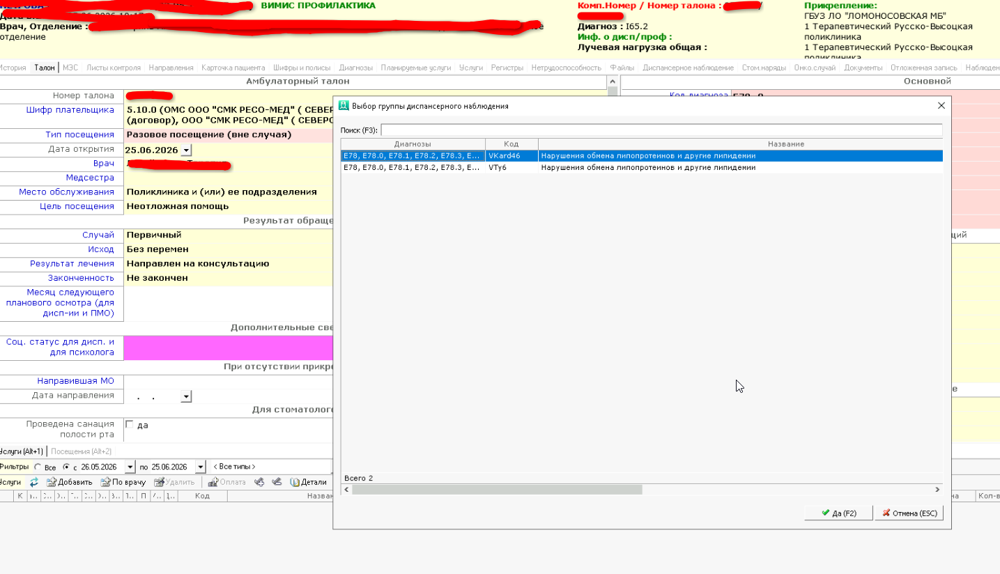 ВИМИС ПРОФИЛАКТИКА
Комп.Номер / Номер талона :
/
Прикрепление:
ГБУЗ ЛО "ЛОМОНОСОВСКАЯ МБ"
Врач, Отделение :
отделение
Диагноз : I65.2
1 Терапевтический Русско-Высоцкая
поликлиника
Инф. о дисп/проф :
Лучевая нагрузка общая :
1 Терапевтический Русско-Высоцкая
поликлиника
История Талон МЭС Листы контроля Направления Карточка пациента Шифры и полисы Диагнозы Планируемые услуги Услуги Регистры Нетрудоспособность Файлы Диспансерное наблюдение Стом.наряды Онко.случай Документы Отложенная запись Наблюден
Амбулаторный талон
Основной
Номер талона
Код диагноза E78.0
Шифр плательщика
5.10.0 (ОМС ООО "СМК РЕСО-МЕД" ( СЕВЕР
(договор), ООО "СМК РЕСО-МЕД" ( СЕВЕРО
Тип посещения
Разовое посещение (вне случая)
Дата открытия
25.06.2026
Врач
Медсестра
Место обслуживания
Поликлиника и (или) ее подразделения
Цель посещения
Неотложная помощь
Результат обраще
Случай
Первичный
Исход
Без перемен
Результат лечения
Направлен на консультацию
Законченность
Не закончен
Месяц следующего
планового осмотра (для
дисп-ии и ПМО)
Дополнительные све
Соц. статус для дисп. и
для психолога
При отсутствии прикре
Направившая МО
Дата направления
. .
Для стоматолого
Проведена санация
полости рта
да
Выбор группы диспансерного наблюдения
Поиск (F3):
Диагнозы Код Название
E78, E78.0, E78.1, E78.2, E78.3, E... VKard46 Нарушения обмена липопротеинов и другие липидемии
E78, E78.0, E78.1, E78.2, E78.3, E... VTy6 Нарушения обмена липопротеинов и другие липидемии
Всего 2
Да (F2) Отмена (ESC)
щий
е
Услуги (Alt+1) Посещения (Alt+2)
Фильтры Все с 26.05.2026 по 25.06.2026 < Все типы >
Услуги Добавить По врачу Удалить Оплата Детали
К П Код Назван
на Кол-в